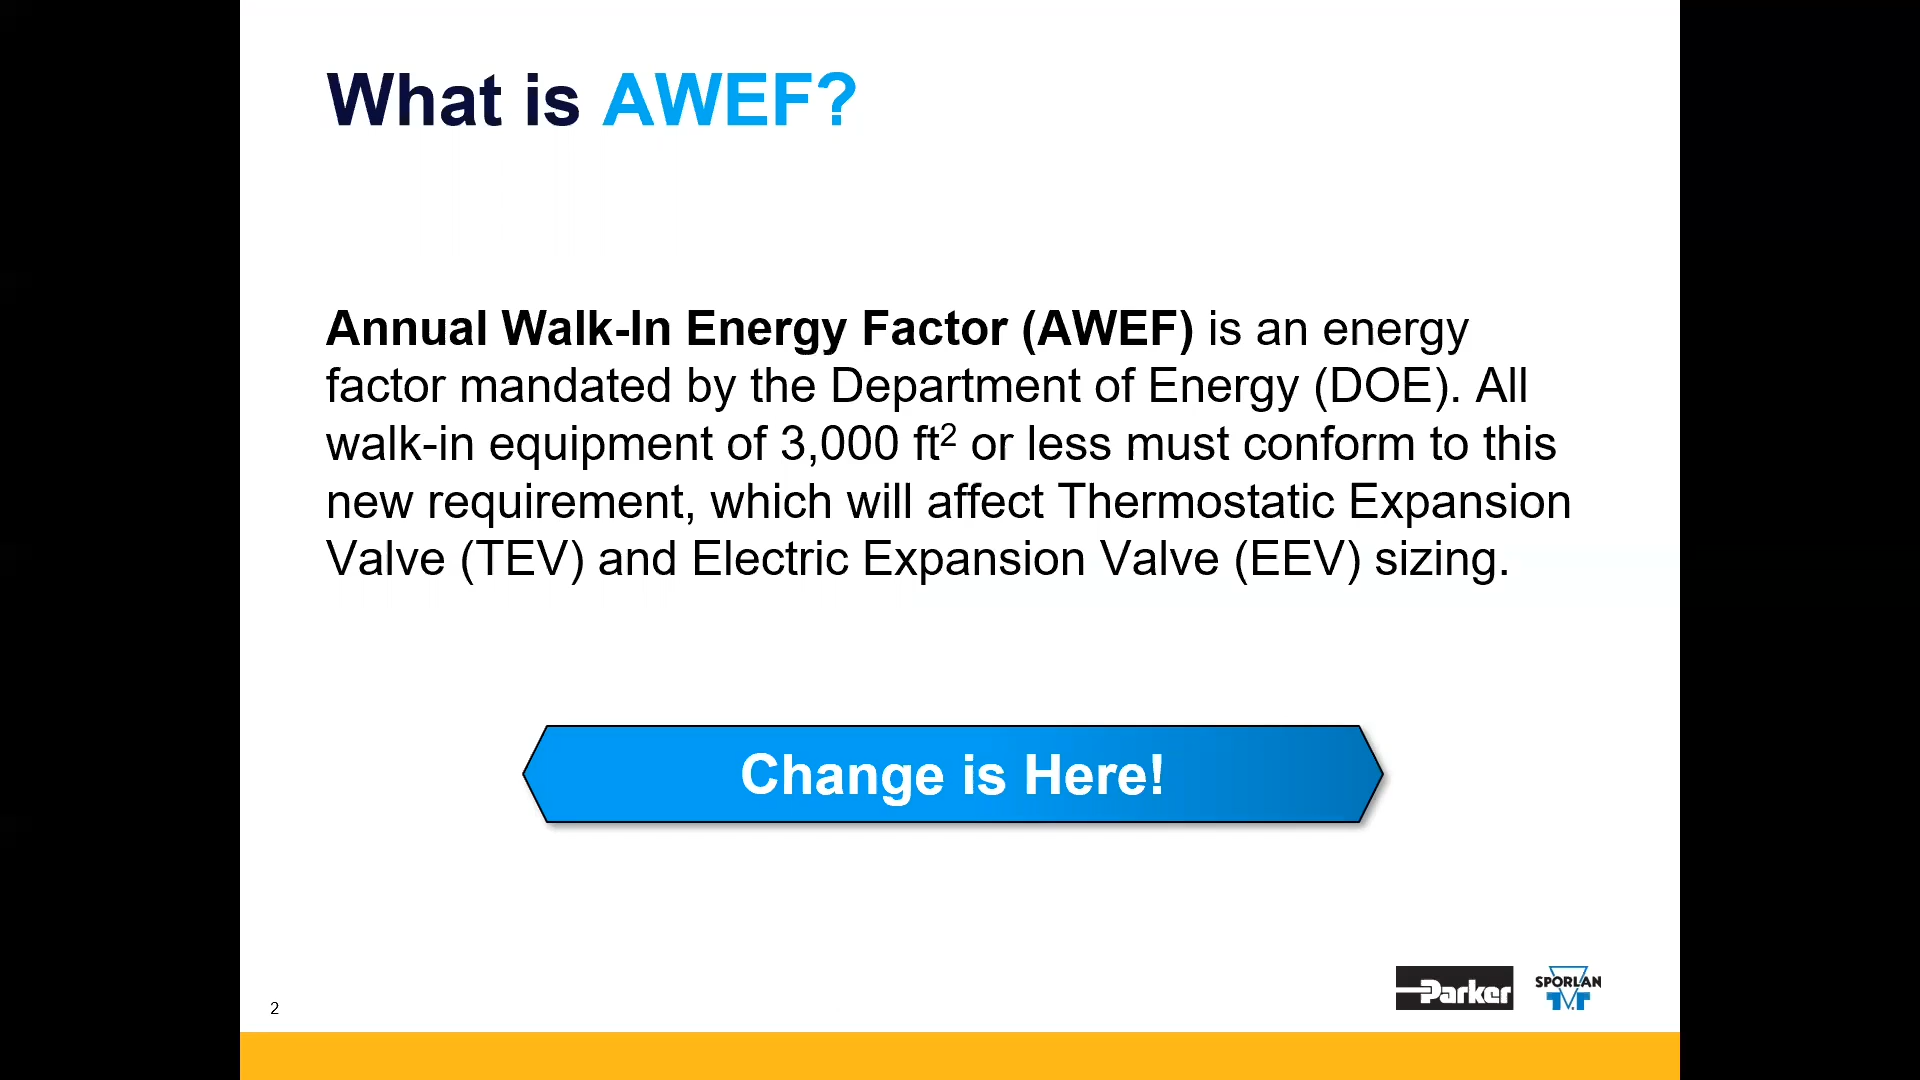 What is AWEF?
Annual Walk-In Energy Factor (AWEF) is an energy
factor mandated by the Department of Energy (DOE). All
walk-in equipment of 3,000 ft² or less must conform to this
new requirement, which will affect Thermostatic Expansion
Valve (TEV) and Electric Expansion Valve (EEV) sizing.
Change is Here!
2
Parker
SPORLAN